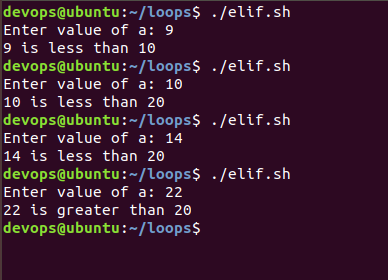 devops@ubuntu:~/loops$ ./elif.sh
Enter value of a: 9
9 is less than 10
devops@ubuntu:~/loops$ ./elif.sh
Enter value of a: 10
10 is less than 20
devops@ubuntu:~/loops$ ./elif.sh
Enter value of a: 14
14 is less than 20
devops@ubuntu:~/loops$ ./elif.sh
Enter value of a: 22
22 is greater than 20
devops@ubuntu:~/loops$